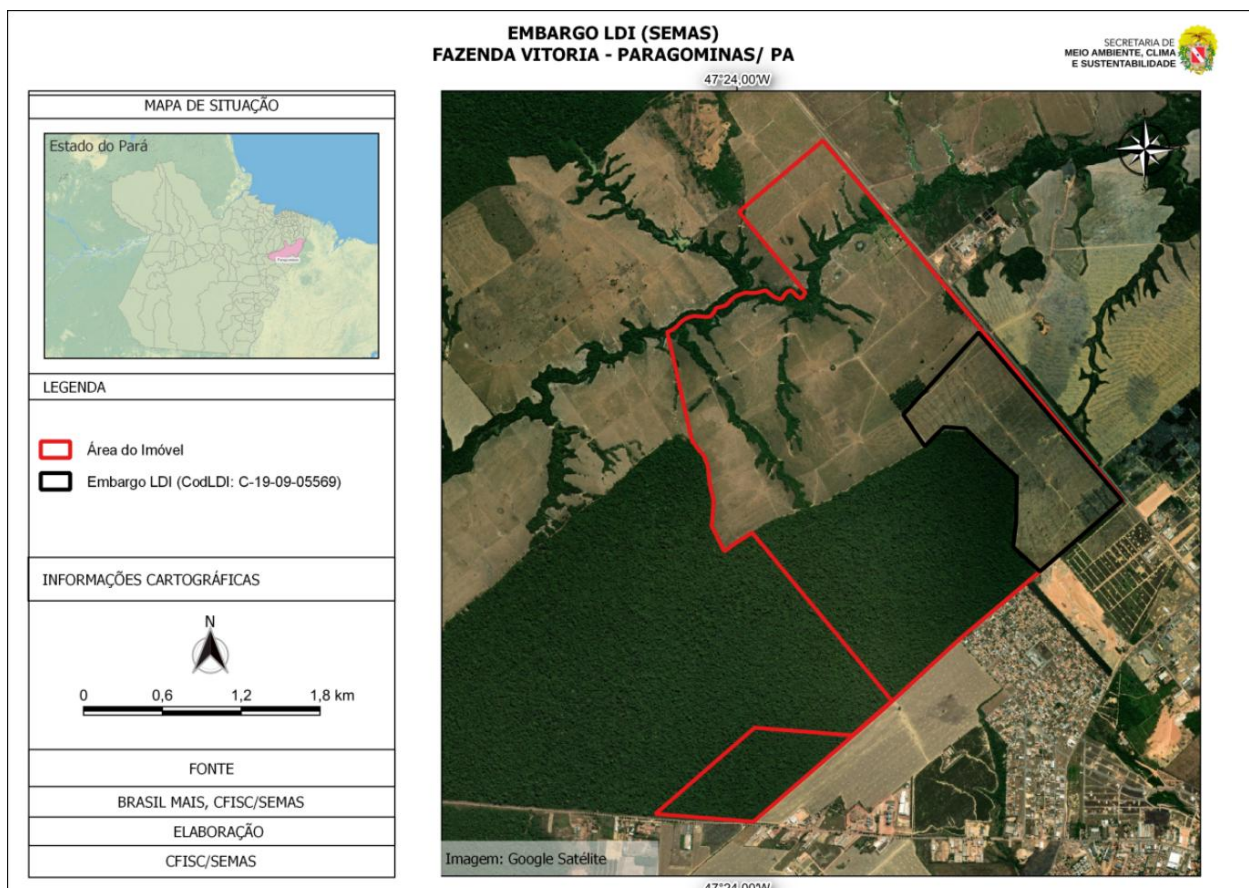 EMBARGO LDI (SEMAS)
FAZENDA VITORIA - PARAGOMINAS/ PA
SECRETARIA DE
MEIO AMBIENTE, CLIMA
E SUSTENTABILIDADE
47°24,00'W
MAPA DE SITUAÇÃO
Estado do Pará
LEGENDA
Área do Imóvel
Embargo LDI (CodLDI: C-19-09-05569)
INFORMAÇÕES CARTOGRÁFICAS
N
0 0,6 1,2 1,8 km
FONTE
BRASIL MAIS, CFISC/SEMAS
ELABORAÇÃO
CFISC/SEMAS
Imagem: Google Satélite
47°24,00'W